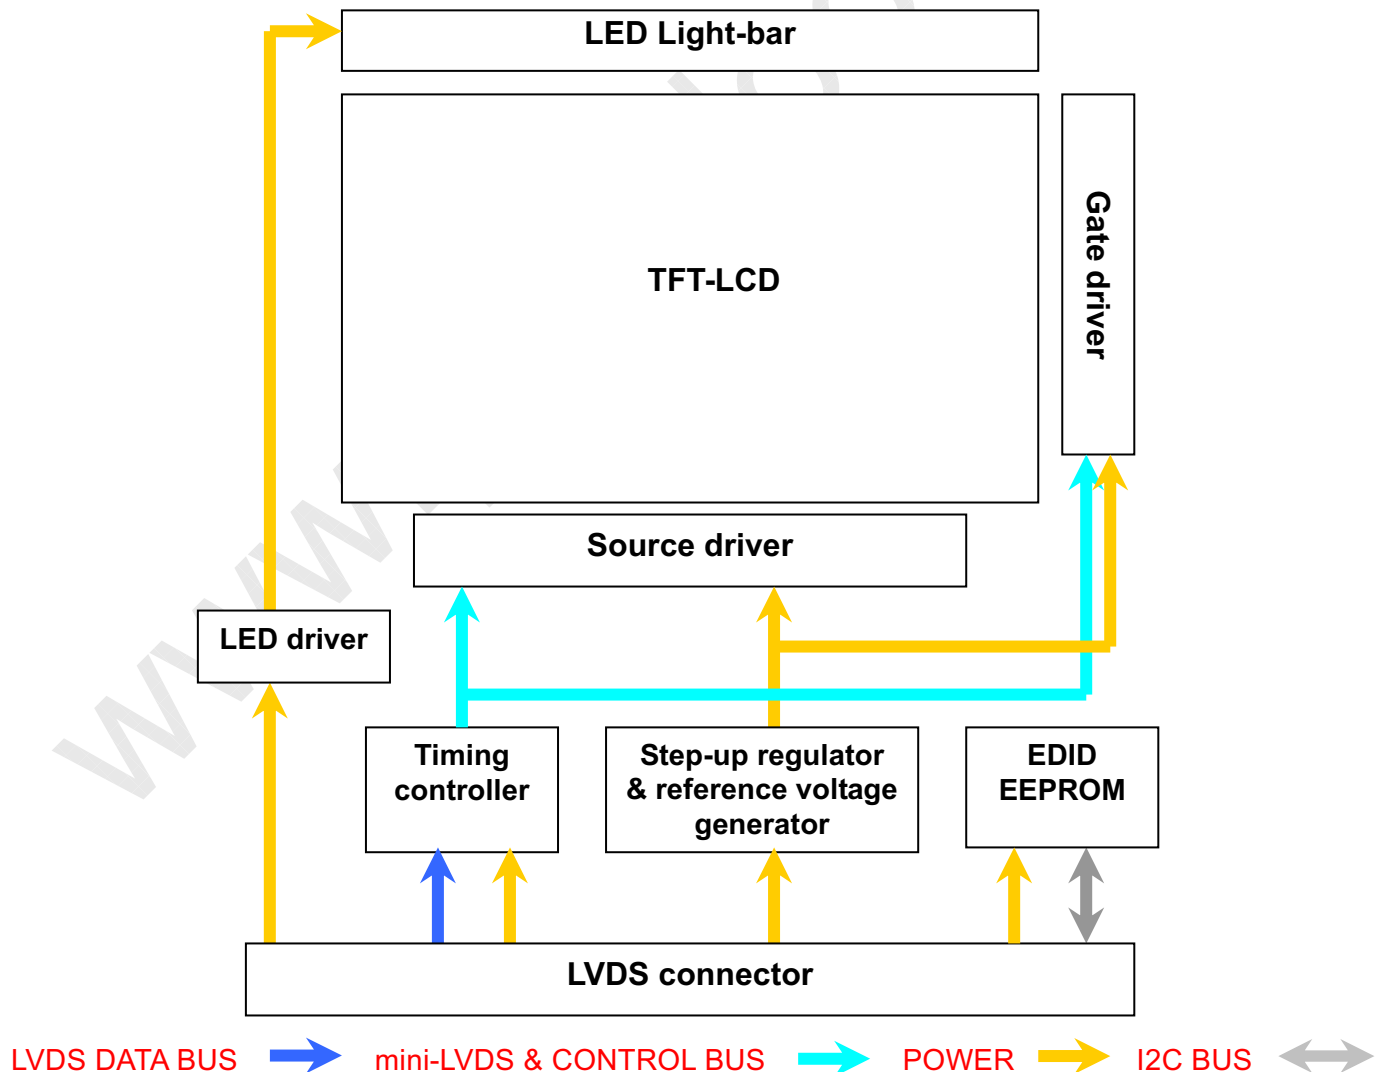 LED Light-bar
TFT-LCD
Gate driver
Source driver
LED driver
Timing
controller
Step-up regulator
& reference voltage
generator
EDID
EEPROM
LVDS connector
LVDS DATA BUS mini-LVDS & CONTROL BUS POWER I2C BUS